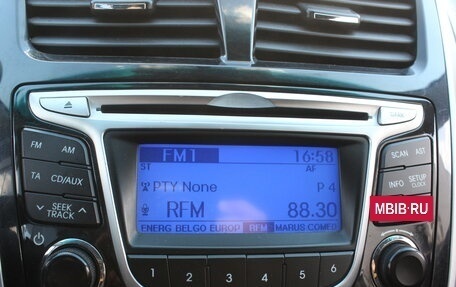 FM1
16:58
ST
AF
PTY None
P 4
RFM
88.30
ENERG BELGO EUROP RFM MARUS COMED
FM
AM
TA
CD/AUX
SEEK
TRACK
SCAN
AST
INFO
SETUP
CLOCK
MBIB·RU
1
2
3
4
5
6